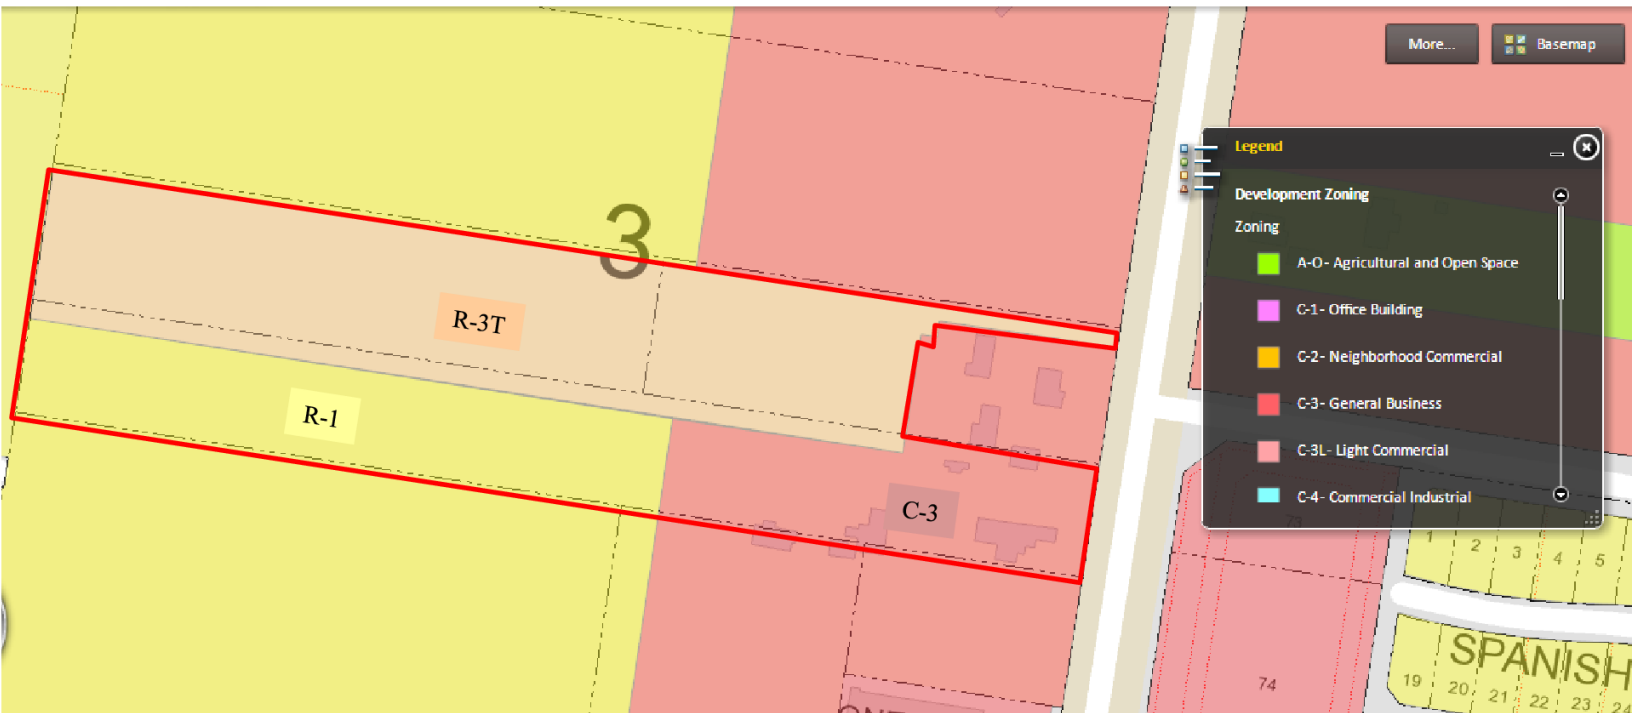 More...
Basemap
Legend
Development Zoning
Zoning
A-O- Agricultural and Open Space
C-1- Office Building
C-2- Neighborhood Commercial
C-3- General Business
C-3L- Light Commercial
C-4- Commercial Industrial
3
R-3T
R-1
C-3
1
2
3
4
5
SPANISH
19
20
21
22
23
24
74